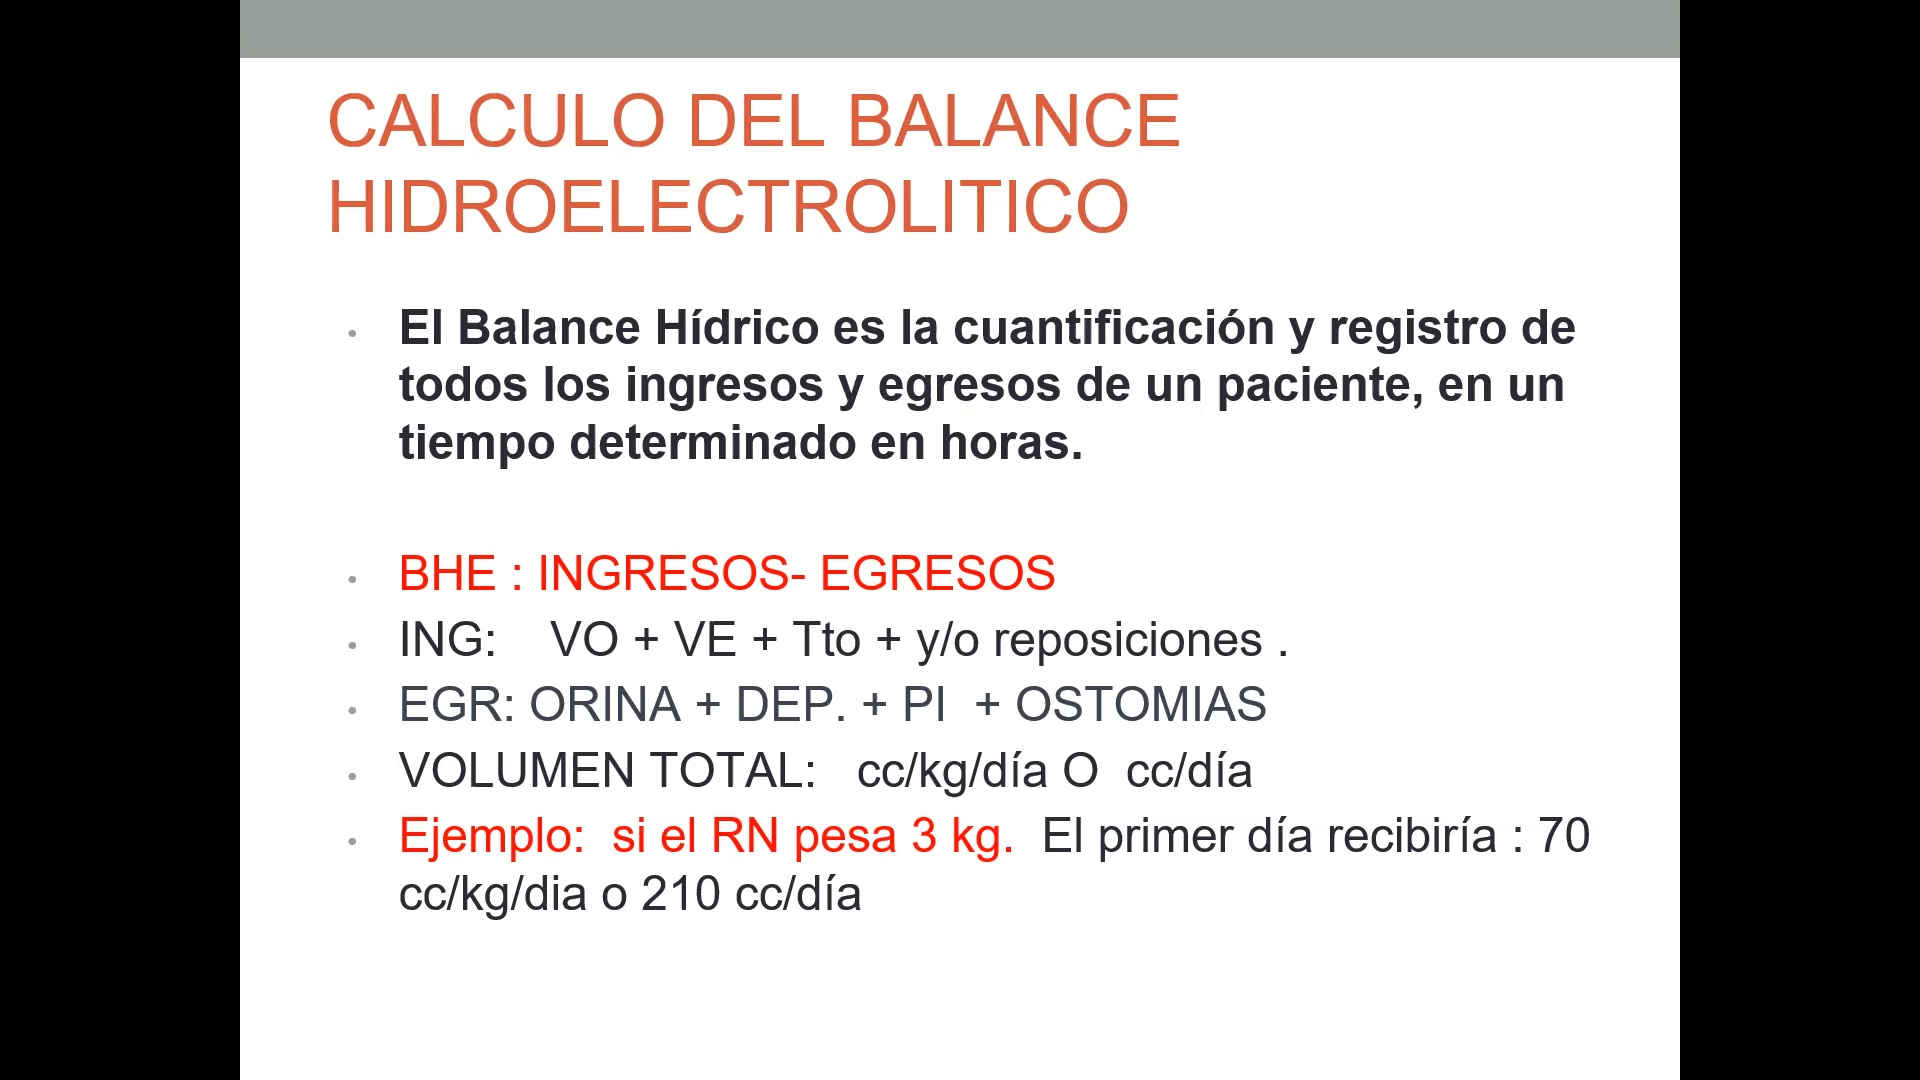 CALCULO DEL BALANCE
HIDROELECTROLITICO
• El Balance Hídrico es la cuantificación y registro de
todos los ingresos y egresos de un paciente, en un
tiempo determinado en horas.
• BHE : INGRESOS- EGRESOS
• ING: VO + VE + Tto + y/o reposiciones .
• EGR: ORINA + DEP. + PI + OSTOMIAS
• VOLUMEN TOTAL: cc/kg/día O cc/día
• Ejemplo: si el RN pesa 3 kg. El primer día recibiría : 70
cc/kg/dia o 210 cc/día